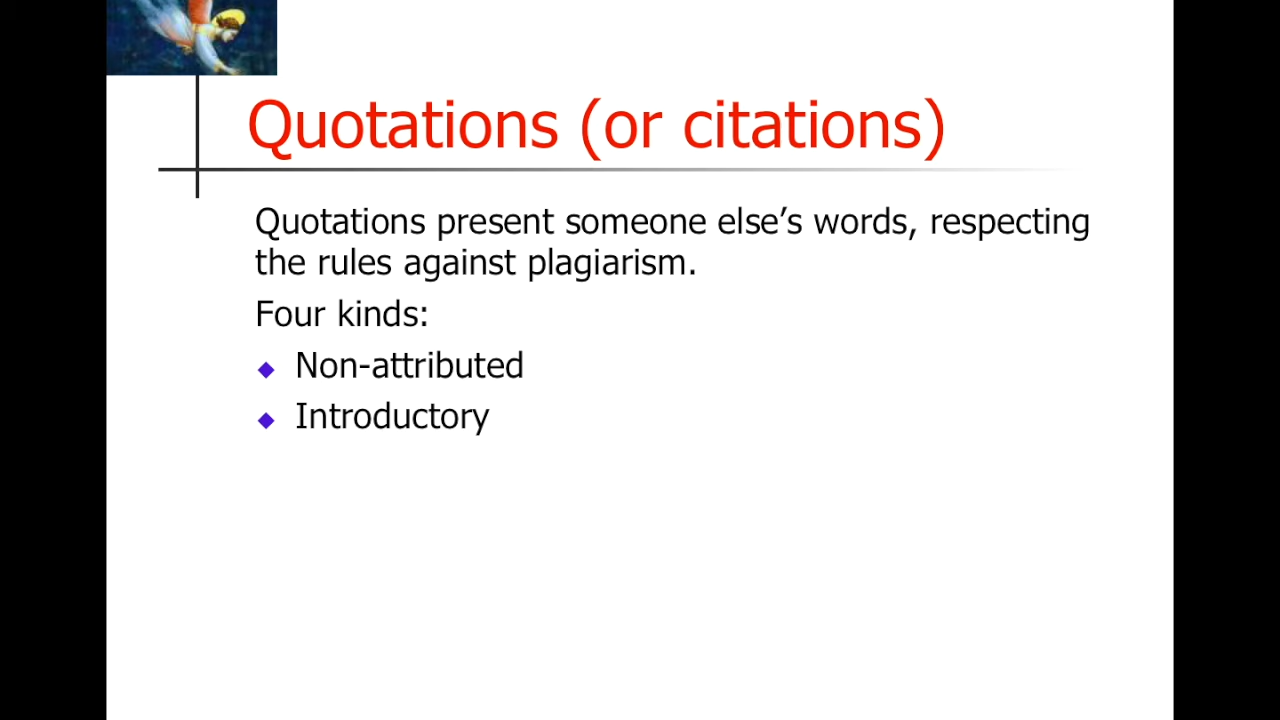 Quotations (or citations)
Quotations present someone else’s words, respecting
the rules against plagiarism.
Four kinds:
Non-attributed
Introductory